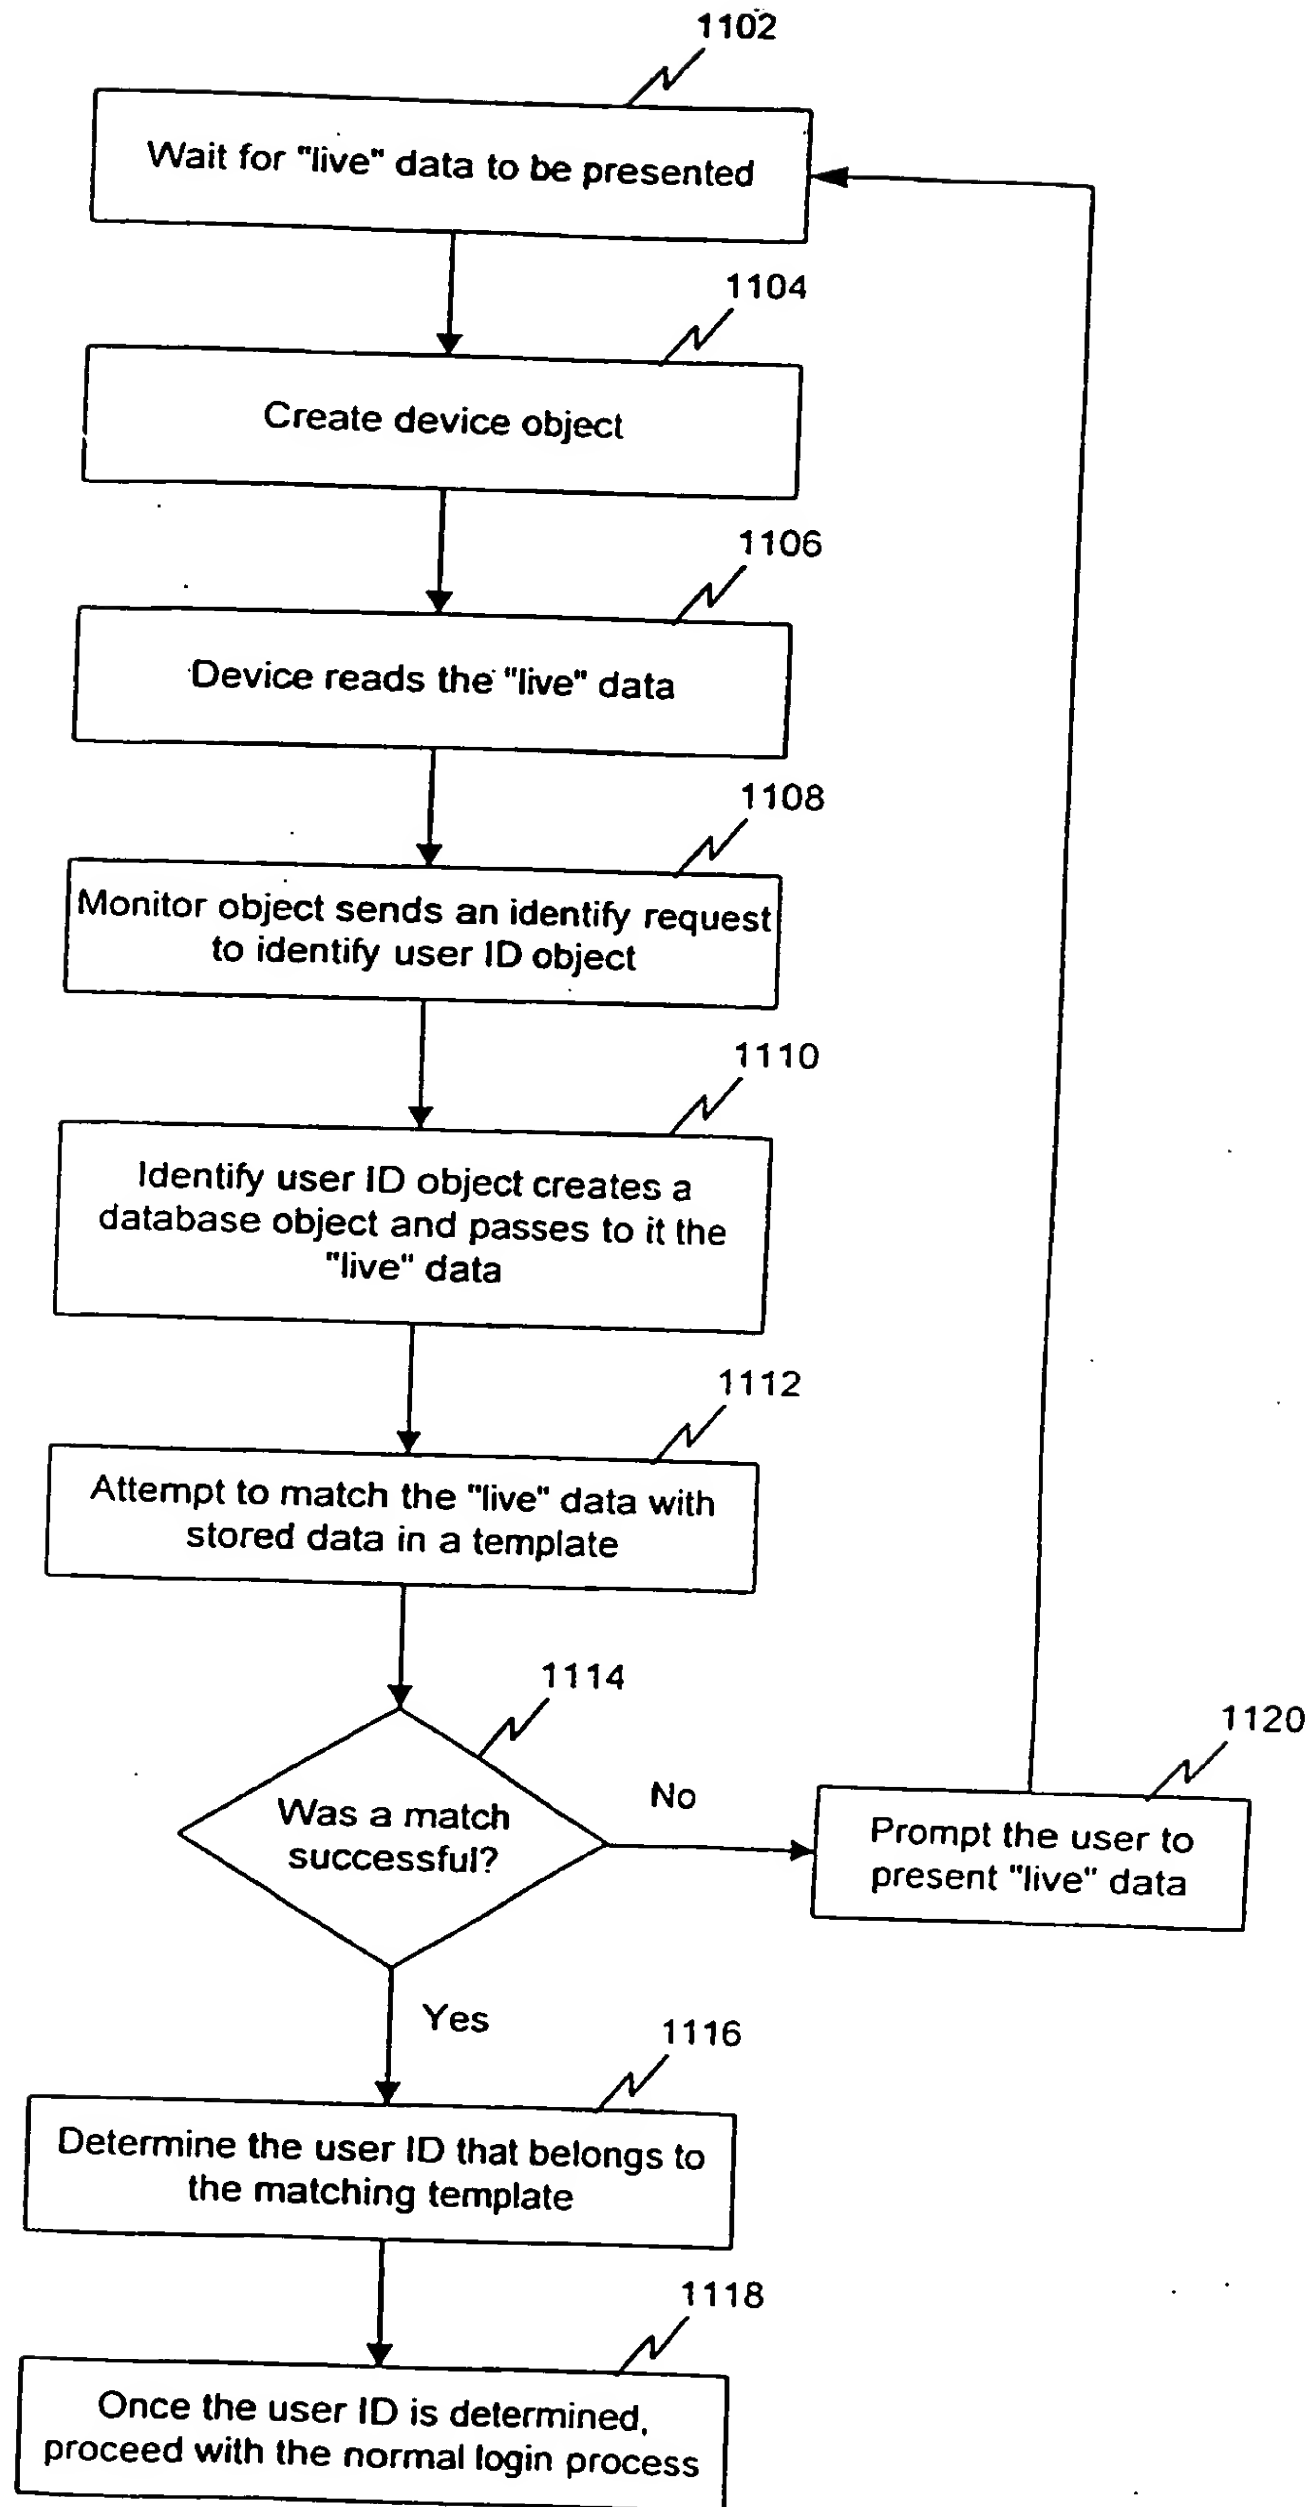 1102
Wait for "live" data to be presented
1104
Create device object
1106
Device reads the "live" data
1108
Monitor object sends an identify request
to identify user ID object
1110
Identify user ID object creates a
database object and passes to it the
"live" data
1112
Attempt to match the "live" data with
stored data in a template
1114
Was a match
successful?
No
1120
Prompt the user to
present "live" data
Yes
1116
Determine the user ID that belongs to
the matching template
1118
Once the user ID is determined,
proceed with the normal login process